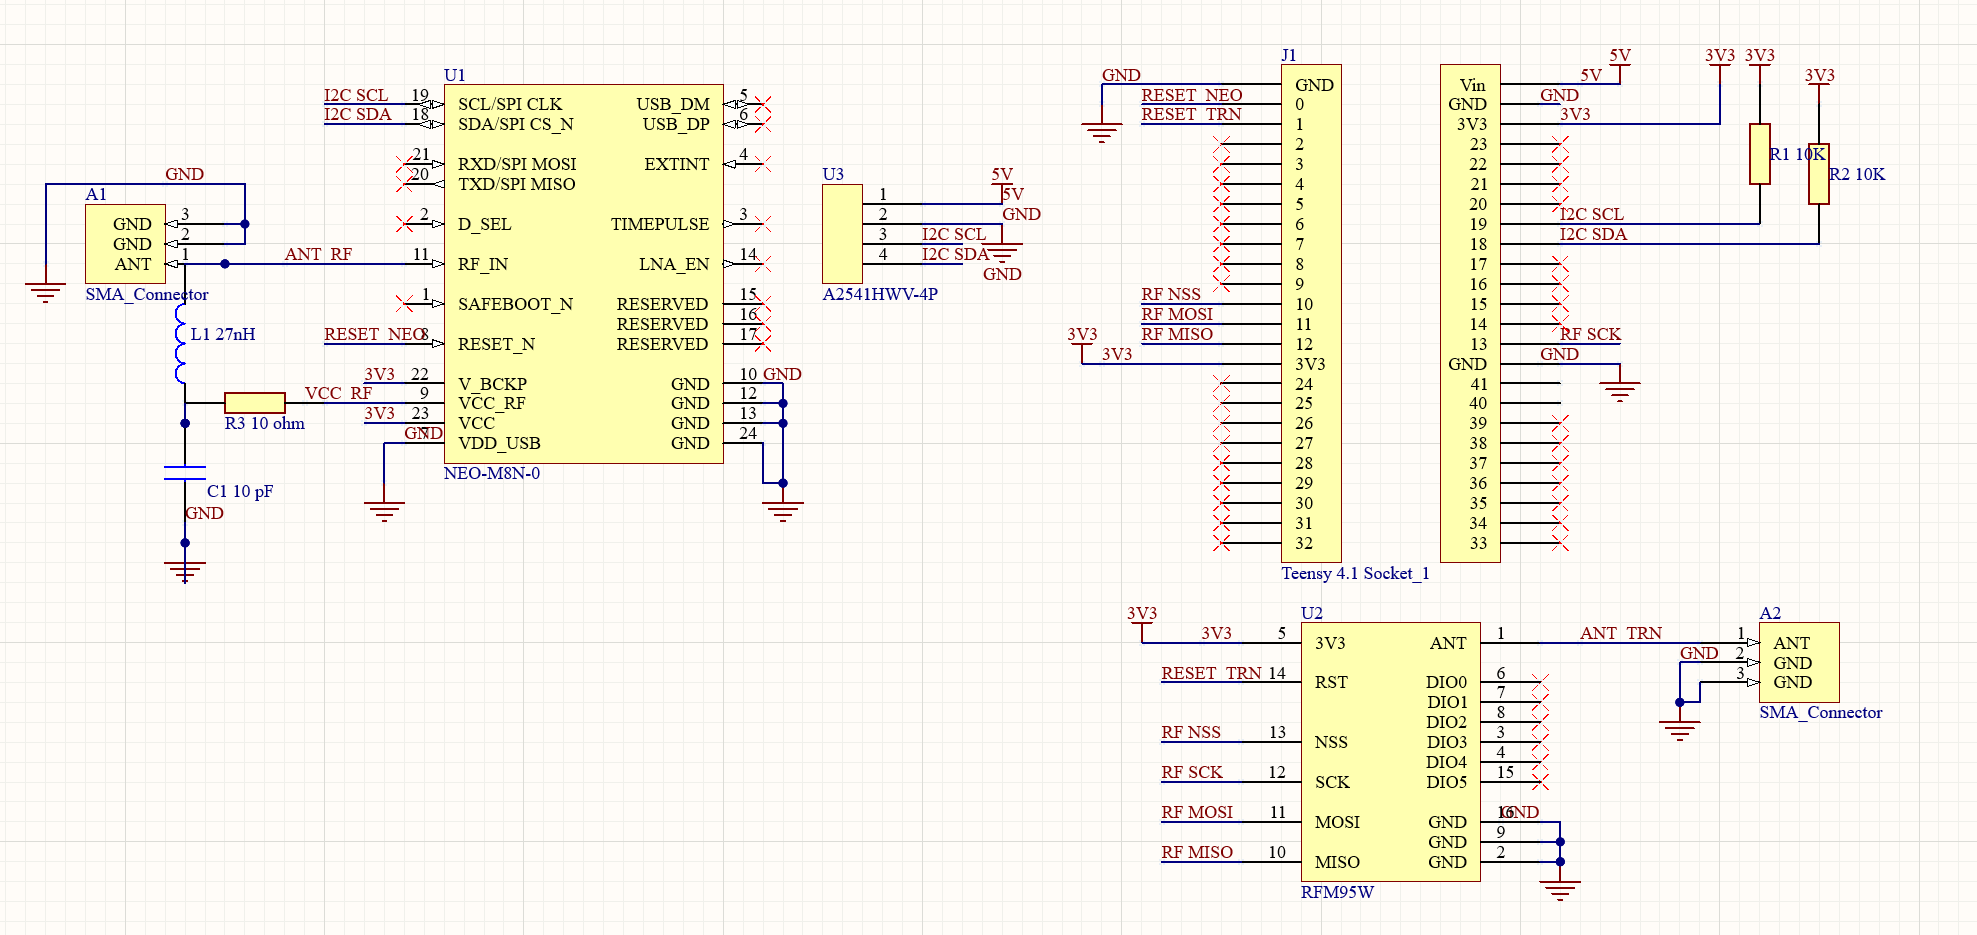 U1
I2C SCL 19 SCL/SPI CLK USB_DM 5
I2C SDA 18 SDA/SPI CS_N USB_DP 6
21 RXD/SPI MOSI EXTINT 4
20 TXD/SPI MISO
2 D_SEL TIMEPULSE 3
ANT_RF 11 RF_IN LNA_EN 14
1 SAFEBOOT_N RESERVED 15
RESERVED 16
RESET_NEO 8 RESET_N RESERVED 17
3V3 22 V_BCKP GND 10 GND
VCC_RF 9 VCC_RF GND 12
3V3 23 VCC GND 13
GND 7 VDD_USB GND 24
NEO-M8N-0
GND
A1
GND 3
GND 2
ANT 1
SMA_Connector
L1 27nH
R3 10 ohm
C1 10 pF
GND
U3
1 5V
5V
2 GND
3 I2C SCL
4 I2C SDA
GND
A2541HWV-4P
J1
GND GND
RESET_NEO 0
RESET_TRN 1
2
3
4
5
6
7
8
9
RF NSS 10
RF MOSI 11
RF MISO 12
3V3
3V3 3V3
24
25
26
27
28
29
30
31
32
Teensy 4.1 Socket_1
5V 3V3 3V3
3V3
Vin 5V
GND GND
3V3 3V3
23
22
21
20
19 I2C SCL
18 I2C SDA
17
16
15
14
13 RF SCK
GND GND
41
40
39
38
37
36
35
34
33
R1 10K
R2 10K
U2
3V3
3V3 5 3V3 ANT 1 ANT_TRN
RESET_TRN 14 RST DIO0 6
DIO1 7
DIO2 8
RF NSS 13 NSS DIO3 3
DIO4 4
RF SCK 12 SCK DIO5 15
RF MOSI 11 MOSI GND 16 GND
GND 9
RF MISO 10 MISO GND 2
RFM95W
A2
1 ANT
GND 2 GND
3 GND
SMA_Connector